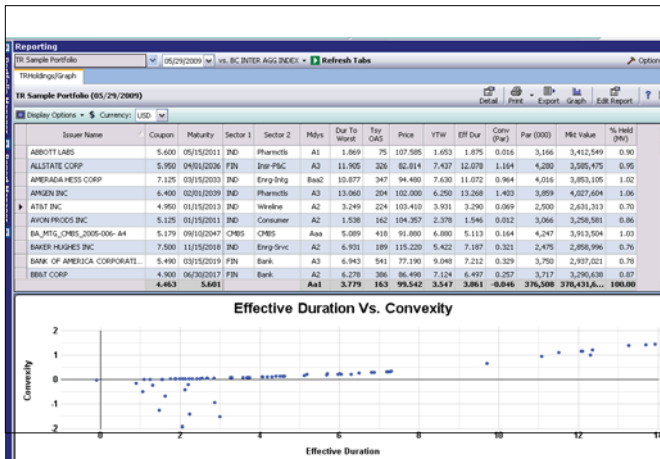 Reporting
TR Sample Portfolio 05/29/2009 vs. BC INTER AGG INDEX Refresh Tabs Option
TRHoldings/Graph
TR Sample Portfolio (05/29/2009) Detail Print Export Graph Edit Report ?
Display Options $ Currency: USD
Issuer Name Coupon Maturity Sector 1 Sector 2 Mdys Dur To Worst Tsy OAS Price YTW Eff Dur Conv (Par) Par (000) Mkt Value % Held (MV)
ABBOTT LABS 5.600 05/15/2011 IND Pharmctls A1 1.869 75 107.585 1.653 1.875 0.016 3,166 3,412,549 0.90
ALLSTATE CORP 5.950 04/01/2036 FIN Insr-P&C A3 11.905 326 82.814 7.437 12.078 1.164 4,280 3,585,475 0.95
AMERADA HESS CORP 7.125 03/15/2033 IND Enrg-Intg Baa2 10.877 347 94.480 7.630 11.072 0.964 4,016 3,853,105 1.02
AMGEN INC 6.400 02/01/2039 IND Pharmctls A3 13.060 204 102.000 6.250 13.268 1.403 3,859 4,027,604 1.06
AT&T INC 4.950 01/15/2013 IND Wireline A2 3.249 224 103.410 3.931 3.290 0.069 2,500 2,631,313 0.70
AVON PRODS INC 5.125 01/15/2011 IND Consumer A2 1.538 162 104.357 2.378 1.546 0.012 3,066 3,258,581 0.86
BA_MTG_CMBS_2005-006- A4 5.179 09/10/2047 CMBS CMBS Aaa 5.089 418 91.880 6.880 5.113 0.164 4,247 3,913,504 1.03
BAKER HUGHES INC 7.500 11/15/2018 IND Enrg-Srvc A2 6.931 189 115.220 5.422 7.187 0.321 2,475 2,858,996 0.76
BANK OF AMERICA CORPORATI... 5.490 03/15/2019 FIN Bank A3 6.943 541 77.190 9.048 7.212 0.329 3,750 2,937,021 0.78
BB&T CORP 4.900 06/30/2017 FIN Bank A2 6.278 386 86.498 7.124 6.497 0.257 3,717 3,290,638 0.87
4.463 5.601 Aa1 3.779 163 99.542 3.547 3.861 -0.046 376,508 378,431,6... 100.00
Effective Duration Vs. Convexity
Convexity
2
1
0
-1
-2
0 2 4 6 8 10 12 14
Effective Duration